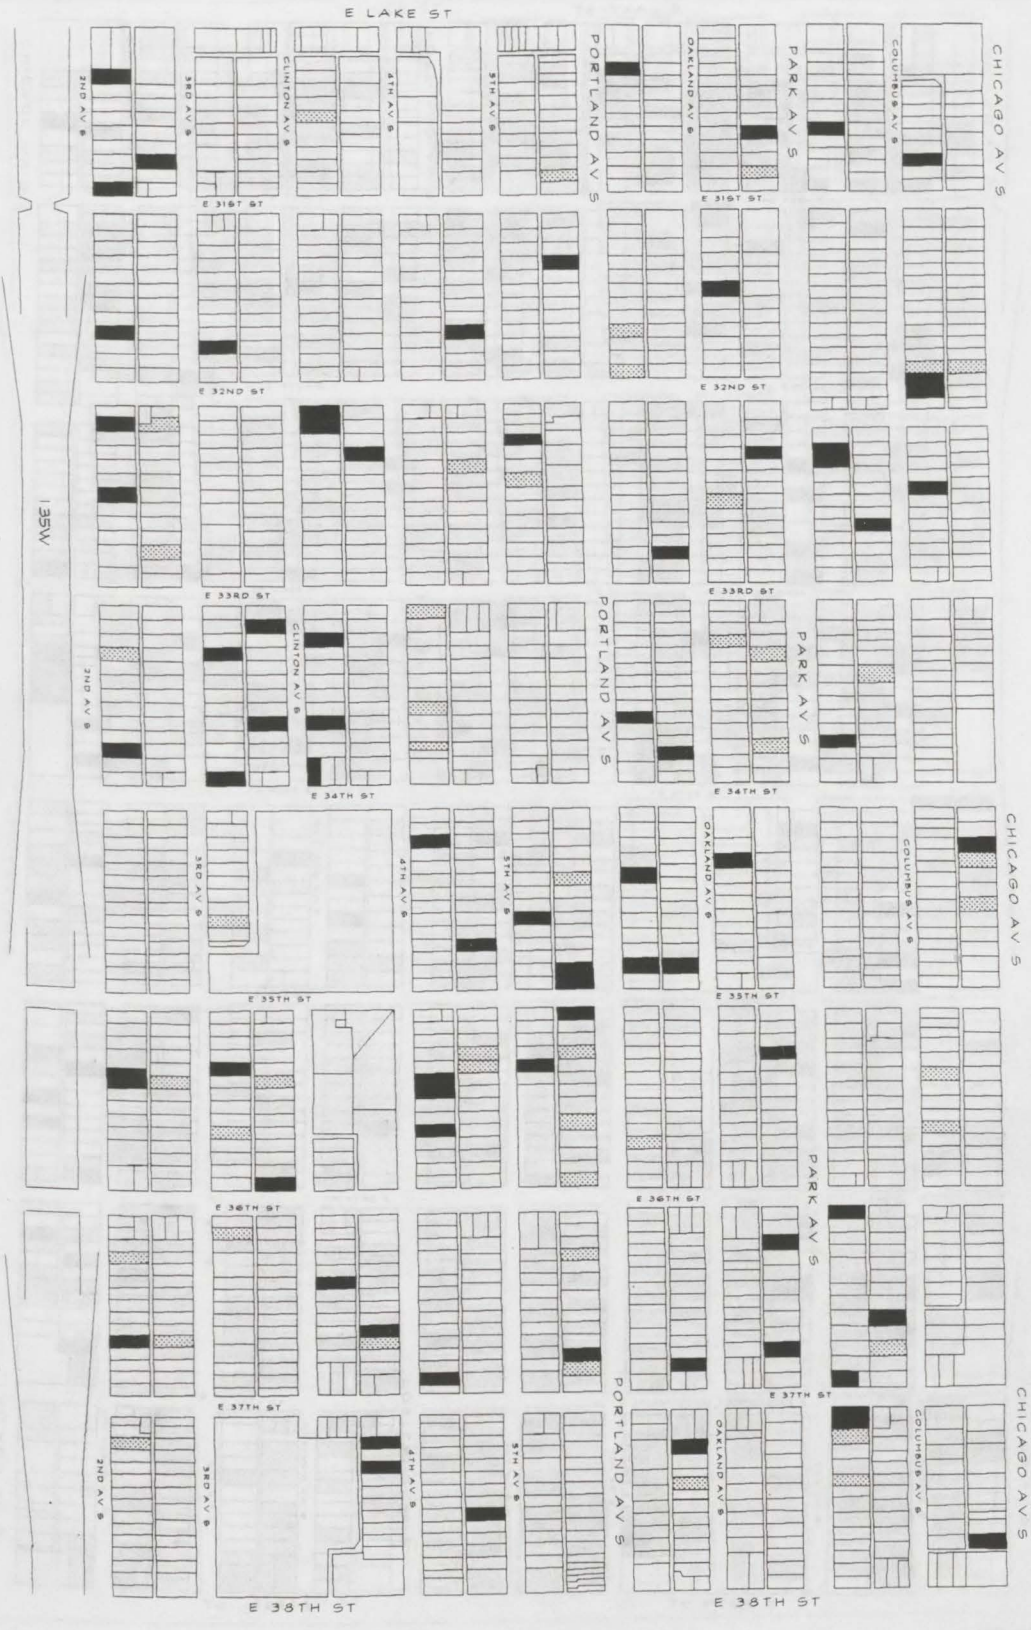 E LAKE ST
2ND AV S
3RD AV S
CLINTON AV S
4TH AV S
5TH AV S
PORTLAND AV S
OAKLAND AV S
PARK AV S
COLUMBUS AV S
CHICAGO AV S
E 31ST ST
E 31ST ST
E 32ND ST
E 32ND ST
I 35W
E 33RD ST
E 33RD ST
2ND AV S
CLINTON AV S
PORTLAND AV S
PARK AV S
E 34TH ST
E 34TH ST
3RD AV S
4TH AV S
5TH AV S
OAKLAND AV S
COLUMBUS AV S
CHICAGO AV S
E 35TH ST
E 35TH ST
PARK AV S
E 36TH ST
E 36TH ST
E 37TH ST
E 37TH ST
2ND AV S
3RD AV S
4TH AV S
5TH AV S
PORTLAND AV S
OAKLAND AV S
COLUMBUS AV S
CHICAGO AV S
E 38TH ST
E 38TH ST